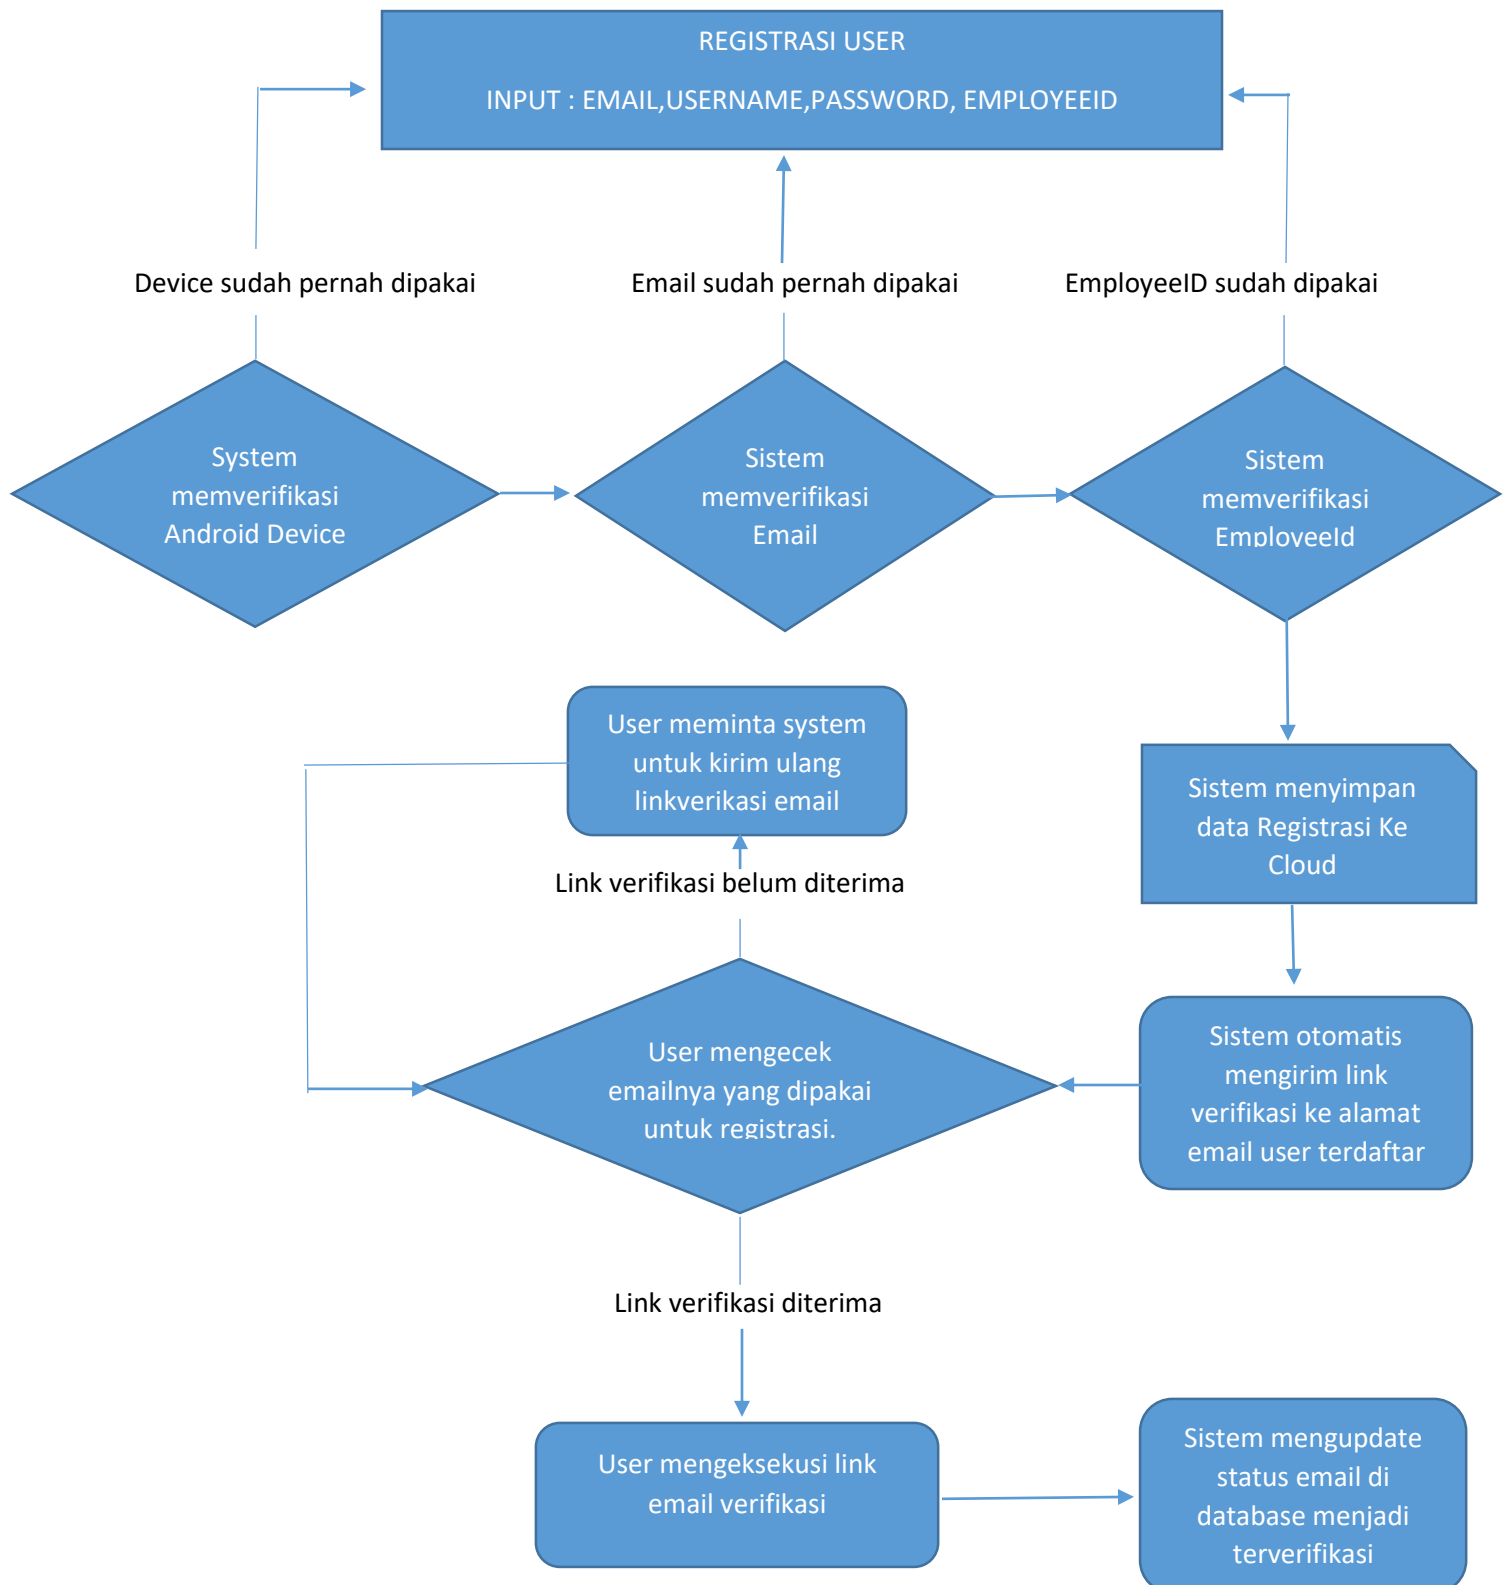 REGISTRASI USER
INPUT : EMAIL,USERNAME,PASSWORD, EMPLOYEEID
Device sudah pernah dipakai
Email sudah pernah dipakai
EmployeeID sudah dipakai
System
memverifikasi
Android Device
Sistem
memverifikasi
Email
Sistem
memverifikasi
EmployeeId
User meminta system
untuk kirim ulang
linkverikasi email
Sistem menyimpan
data Registrasi Ke
Cloud
Link verifikasi belum diterima
User mengecek
emailnya yang dipakai
untuk registrasi.
Sistem otomatis
mengirim link
verifikasi ke alamat
email user terdaftar
Link verifikasi diterima
User mengeksekusi link
email verifikasi
Sistem mengupdate
status email di
database menjadi
terverifikasi